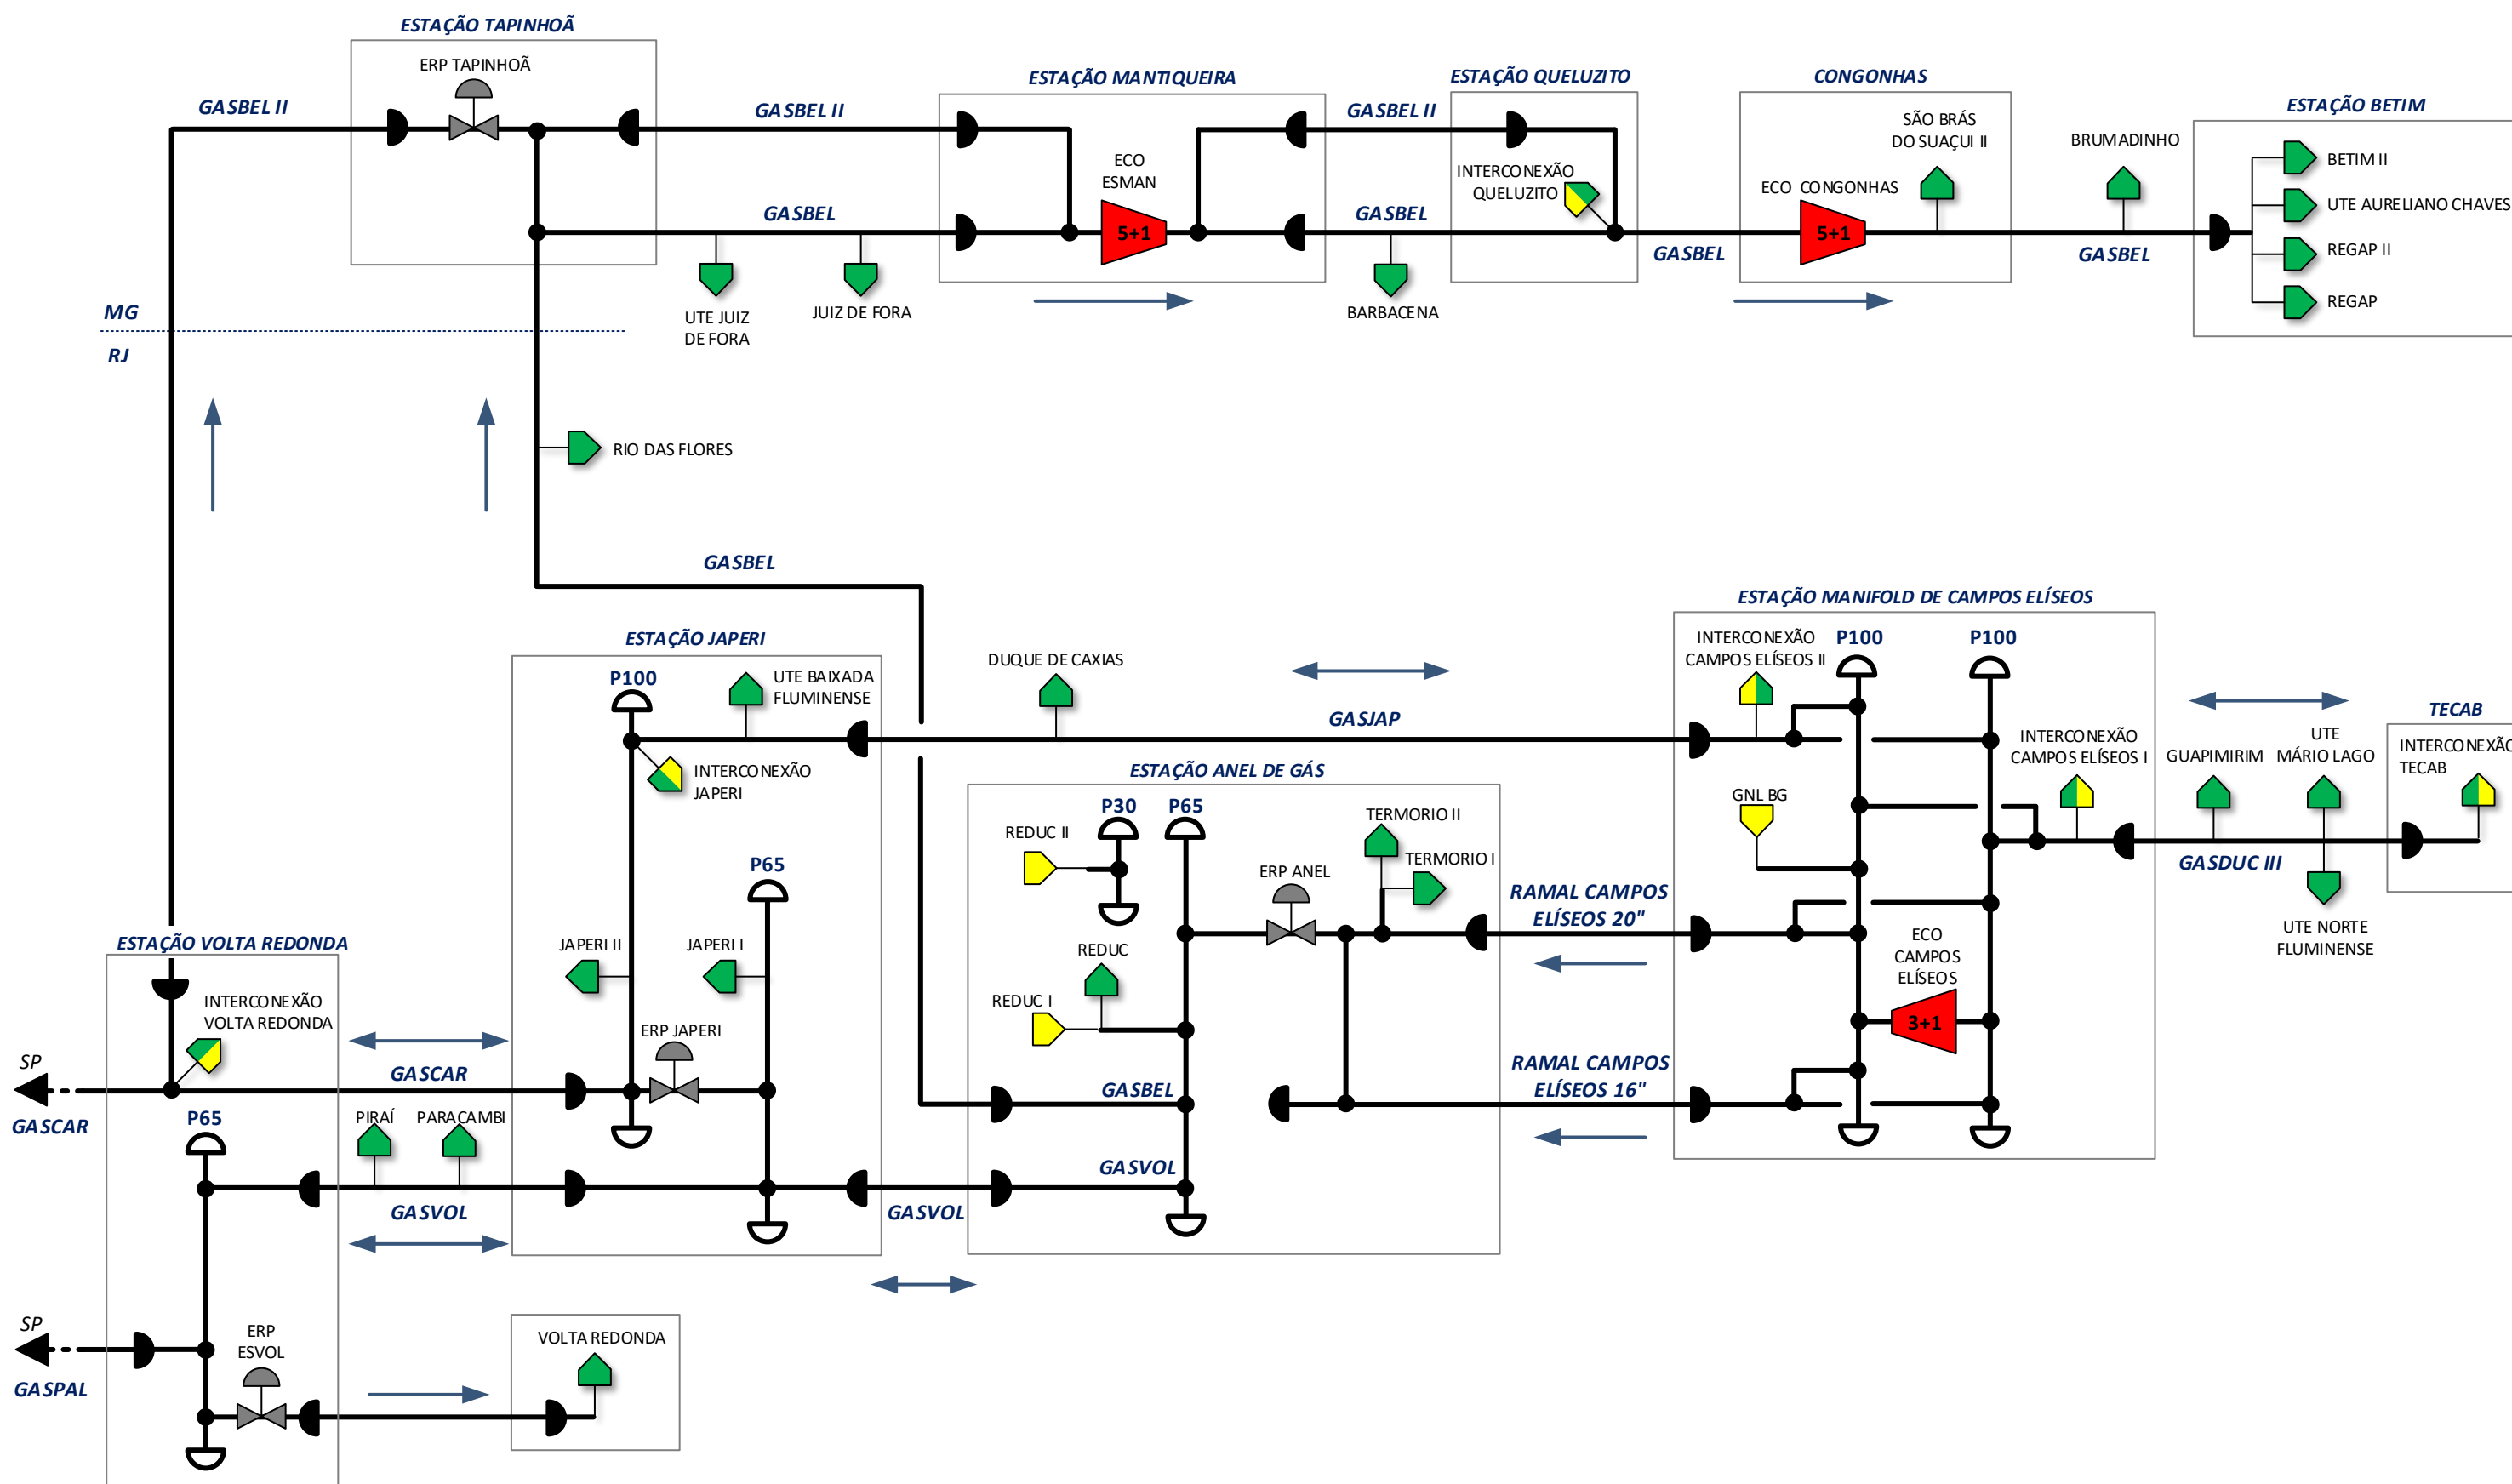 ESTAÇÃO TAPINHOÃ
ERP TAPINHOÃ
GASBEL II
GASBEL II
ESTAÇÃO MANTIQUEIRA
GASBEL II
ESTAÇÃO QUELUZITO
CONGONHAS
ESTAÇÃO BETIM
SÃO BRÁS
DO SUAÇUI II
BRUMADINHO
BETIM II
UTE AURELIANO CHAVES
REGAP II
REGAP
ECO
ESMAN
5+1
INTERCONEXÃO
QUELUZITO
ECO CONGONHAS
5+1
GASBEL
GASBEL
GASBEL
GASBEL
UTE JUIZ
DE FORA
JUIZ DE FORA
BARBACENA
MG
RJ
RIO DAS FLORES
GASBEL
ESTAÇÃO MANIFOLD DE CAMPOS ELÍSEOS
ESTAÇÃO JAPERI
P100
UTE BAIXADA
FLUMINENSE
DUQUE DE CAXIAS
INTERCONEXÃO
CAMPOS ELÍSEOS II
P100
P100
GASJAP
INTERCONEXÃO
JAPERI
ESTAÇÃO ANEL DE GÁS
INTERCONEXÃO
CAMPOS ELÍSEOS I
GUAPIMIRIM
UTE
MÁRIO LAGO
TECAB
INTERCONEXÃO
TECAB
GNL BG
P30
P65
REDUC II
TERMORIO II
TERMORIO I
P65
ERP ANEL
GASDUC III
RAMAL CAMPOS
ELÍSEOS 20"
UTE NORTE
FLUMINENSE
ESTAÇÃO VOLTA REDONDA
JAPERI II
JAPERI I
REDUC
ECO
CAMPOS
ELÍSEOS
3+1
INTERCONEXÃO
VOLTA REDONDA
REDUC I
ERP JAPERI
SP
GASCAR
GASCAR
RAMAL CAMPOS
ELÍSEOS 16"
GASBEL
P65
PIRAÍ
PARACAMBI
GASVOL
GASVOL
GASVOL
SP
GASPAL
ERP
ESVOL
VOLTA REDONDA